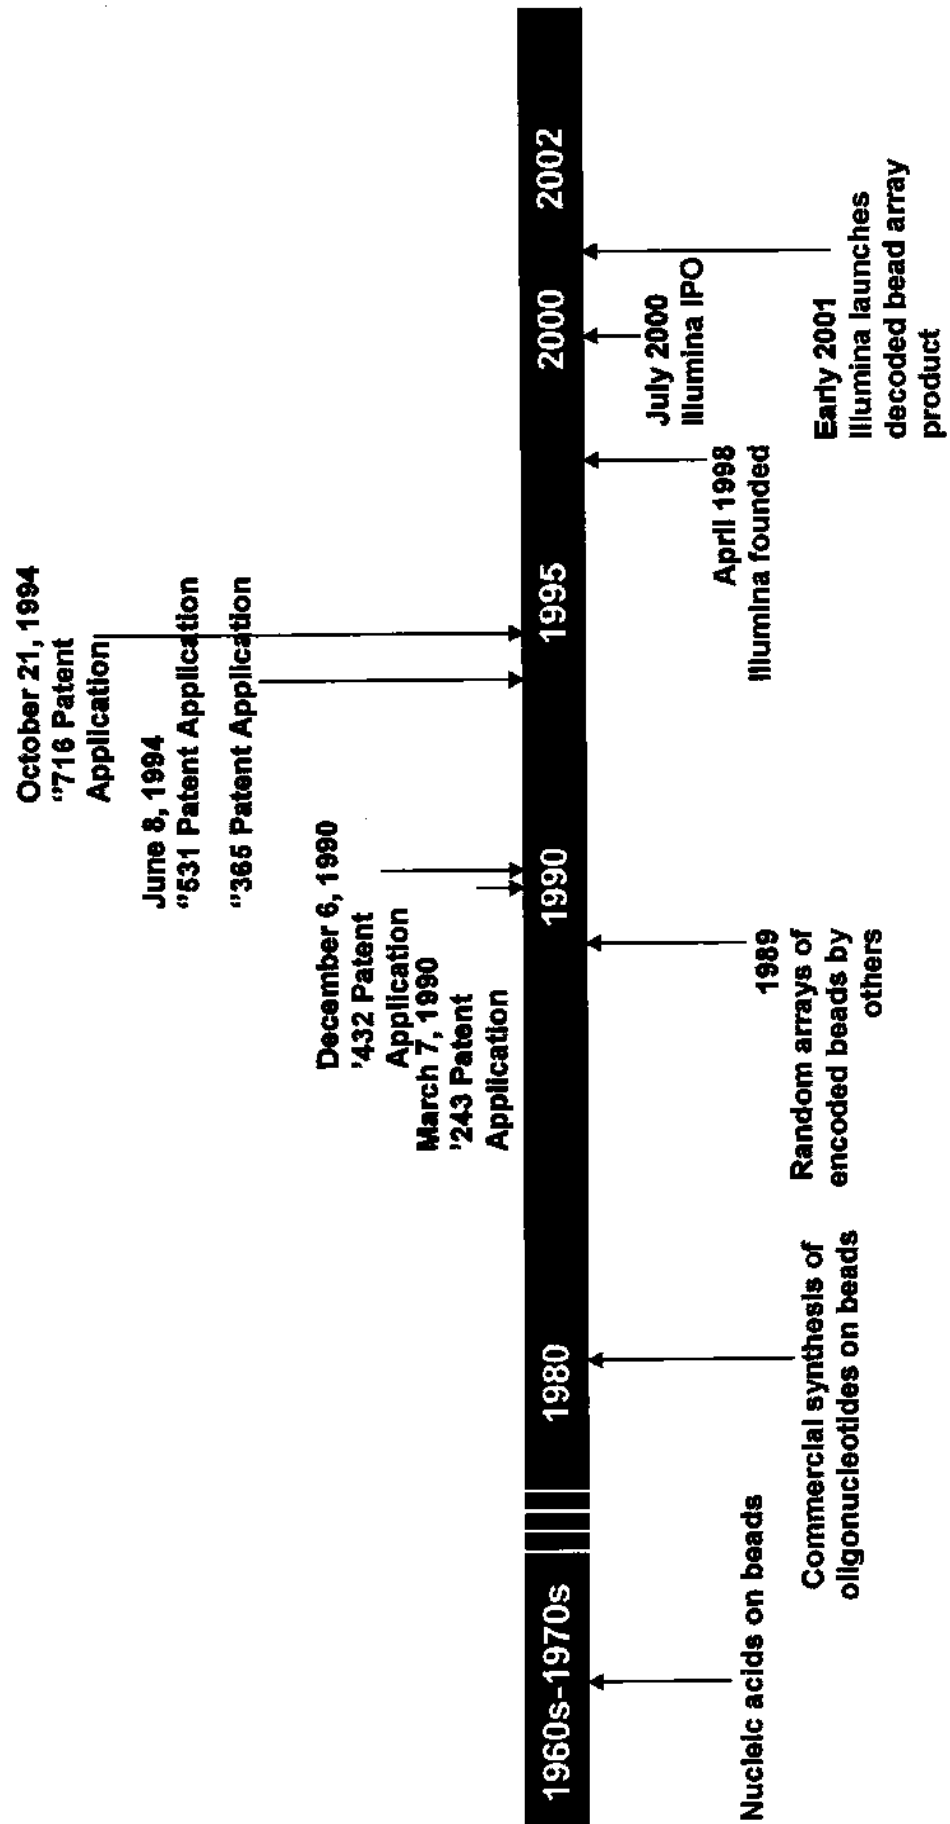 October 21, 1994
‘’716 Patent
Application
June 8, 1994
‘’531 Patent Application
‘’365 Patent Application
December 6, 1990
’432 Patent
Application
March 7, 1990
’243 Patent
Application
1960s-1970s
1980
1990
1995
2000
2002
Nucleic acids on beads
Commercial synthesis of
oligonucleotides on beads
1989
Random arrays of
encoded beads by
others
April 1998
Illumina founded
July 2000
Illumina IPO
Early 2001
Illumina launches
decoded bead array
product